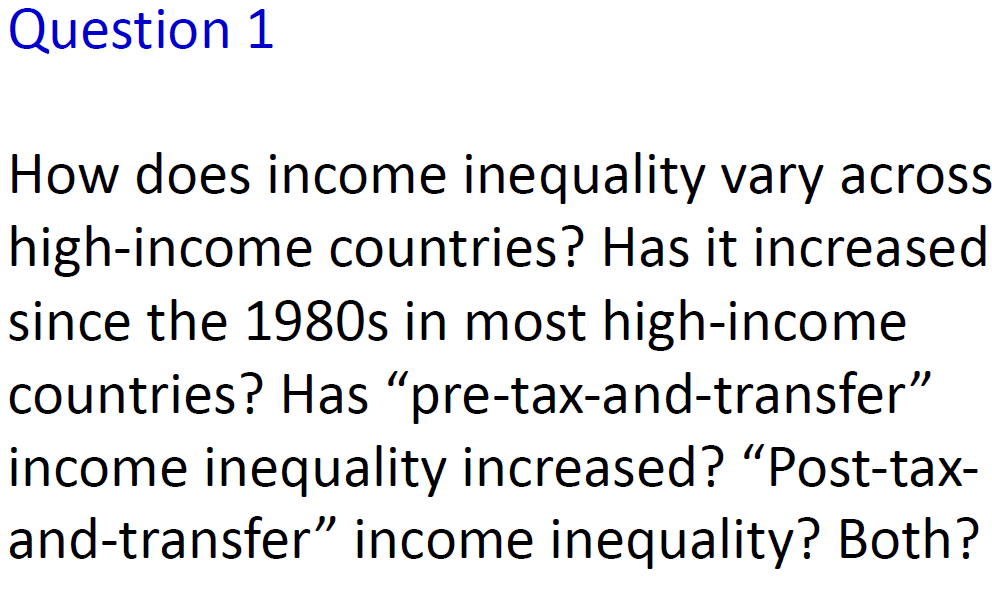 Question 1
How does income inequality vary across
high-income countries? Has it increased
since the 1980s in most high-income
countries? Has “pre-tax-and-transfer”
income inequality increased? “Post-tax-
and-transfer” income inequality? Both?